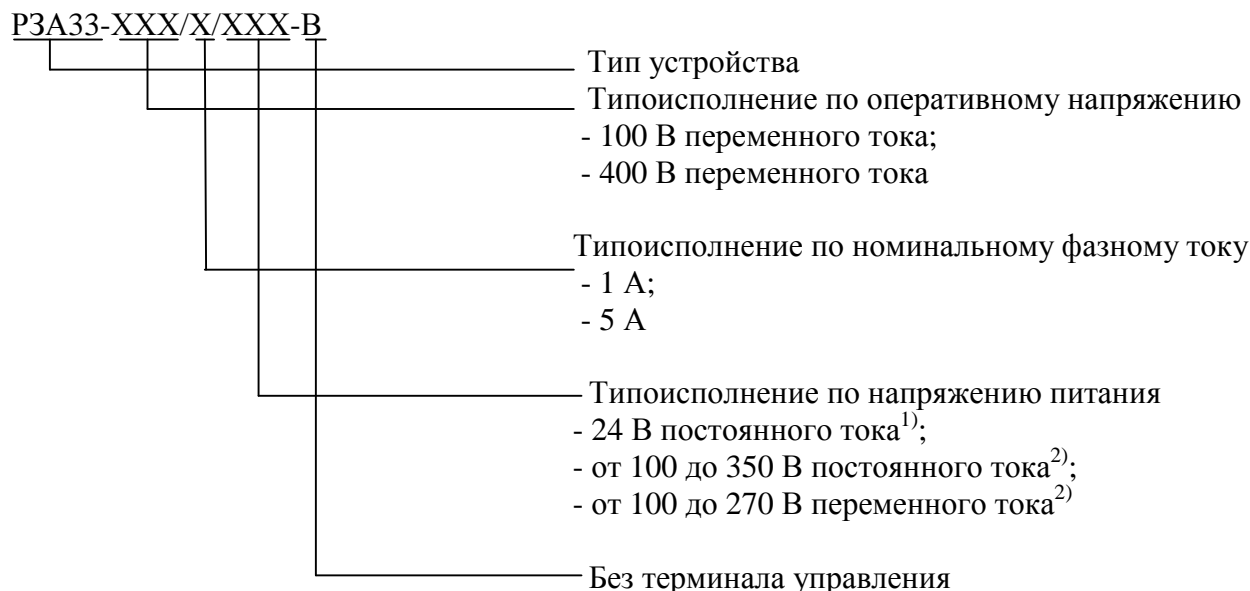 РЗА33-ХХХ/Х/ХХХ-В
Тип устройства
Типоисполнение по оперативному напряжению
- 100 В переменного тока;
- 400 В переменного тока
Типоисполнение по номинальному фазному току
- 1 А;
- 5 А
Типоисполнение по напряжению питания
- 24 В постоянного тока1);
- от 100 до 350 В постоянного тока2);
- от 100 до 270 В переменного тока2)
Без терминала управления